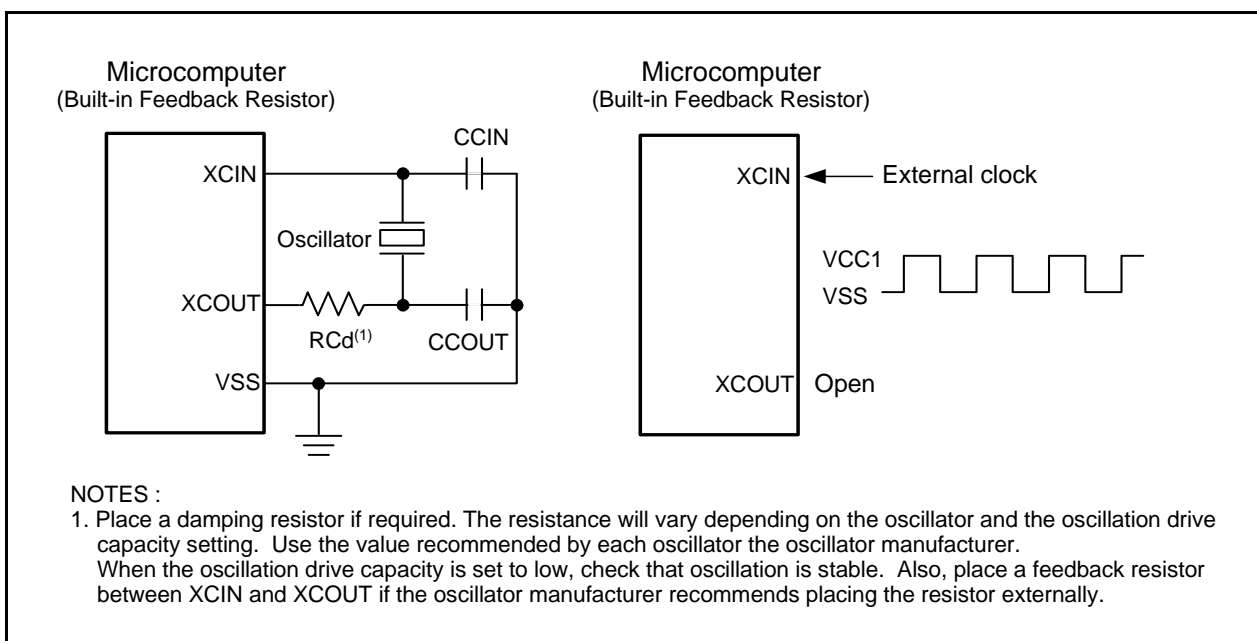 Microcomputer
(Built-in Feedback Resistor)
XCIN
CCIN
Oscillator
XCOUT
RCd(1)
CCOUT
VSS
Microcomputer
(Built-in Feedback Resistor)
XCIN
External clock
VCC1
VSS
XCOUT
Open
NOTES :
1. Place a damping resistor if required. The resistance will vary depending on the oscillator and the oscillation drive
capacity setting. Use the value recommended by each oscillator the oscillator manufacturer.
When the oscillation drive capacity is set to low, check that oscillation is stable. Also, place a feedback resistor
between XCIN and XCOUT if the oscillator manufacturer recommends placing the resistor externally.